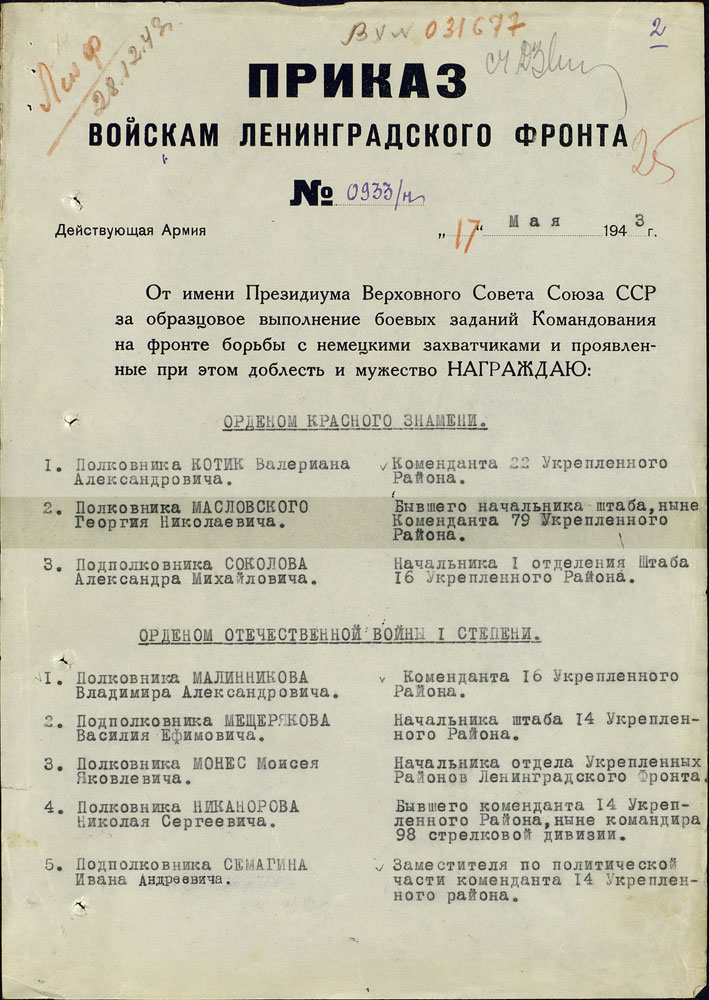 ВХ№ 031677
2
28.12.43г.
ПРИКАЗ
ВОЙСКАМ ЛЕНИНГРАДСКОГО ФРОНТА
25
№ 0933/н
Действующая Армия „17“ Мая 1943 г.
От имени Президиума Верховного Совета Союза ССР
за образцовое выполнение боевых заданий Командования
на фронте борьбы с немецкими захватчиками и проявлен-
ные при этом доблесть и мужество НАГРАЖДАЮ:
ОРДЕНОМ КРАСНОГО ЗНАМЕНИ.
1. Полковника КОТИК Валериана Коменданта 22 Укрепленного
Александровича. Района.
2. Полковника МАСЛОВСКОГО Бывшего начальника штаба, ныне
Георгия Николаевича. Коменданта 79 Укрепленного
Района.
3. Подполковника СОКОЛОВА Начальника I отделения Штаба
Александра Михайловича. 16 Укрепленного Района.
ОРДЕНОМ ОТЕЧЕСТВЕННОЙ ВОЙНЫ I СТЕПЕНИ.
1. Полковника МАЛИННИКОВА Коменданта 16 Укрепленного
Владимира Александровича. Района.
2. Подполковника МЕЩЕРЯКОВА Начальника штаба 14 Укреплен-
Василия Ефимовича. ного Района.
3. Полковника МОНЕС Моисея Начальника отдела Укрепленных
Яковлевича. Районов Ленинградского Фронта.
4. Полковника НИКАНОРОВА Бывшего коменданта 14 Укреп-
Николая Сергеевича. ленного Района, ныне командира
98 стрелковой дивизии.
5. Подполковника СЕМАГИНА Заместителя по политической
Ивана Андреевича. части коменданта 14 Укреплен-
ного района.